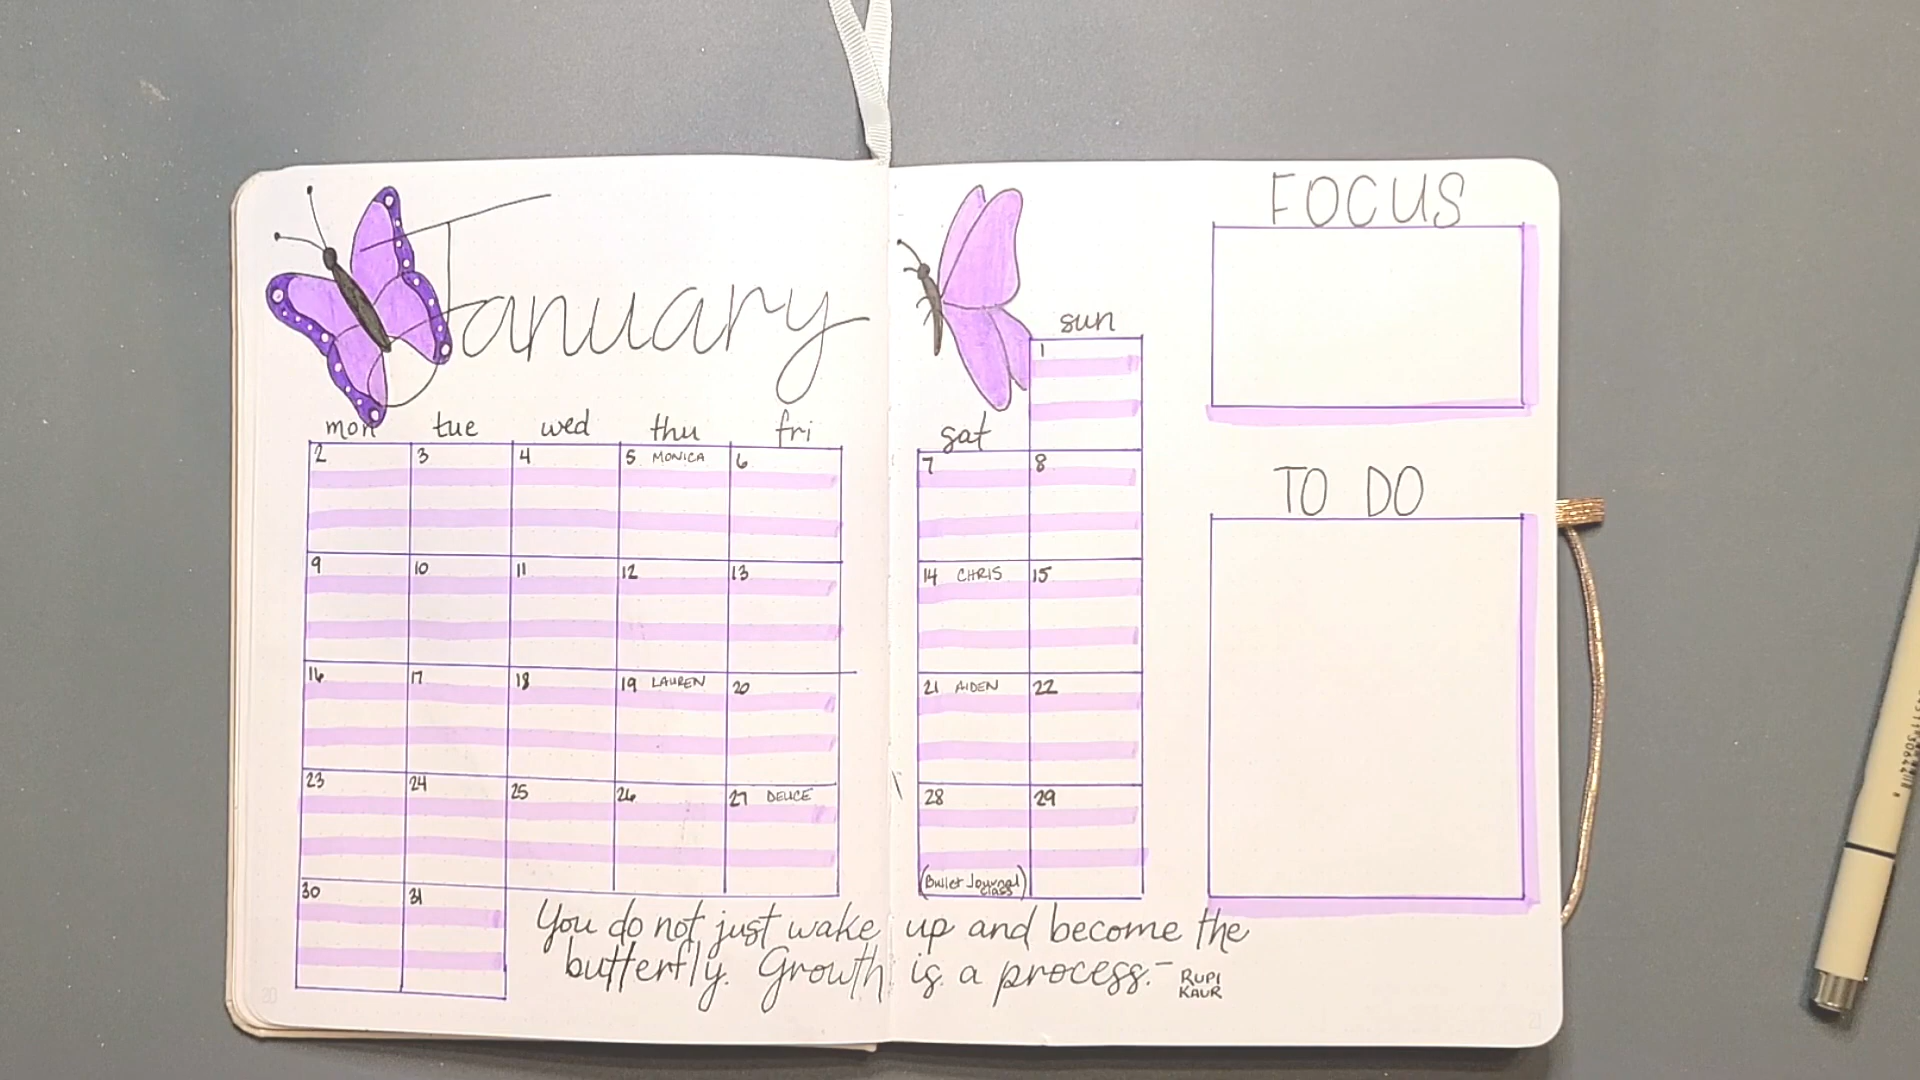 January
mon tue wed thu fri
2 3 4 5 MONICA 6
9 10 11 12 13
16 17 18 19 LAUREN 20
23 24 25 26 27 DEUCE
30 31
sat sun
1
7 8
14 CHRIS 15
21 AIDEN 22
28 29
(Bullet Journal class)
FOCUS
TO DO
You do not just wake up and become the
butterfly. Growth is a process. - RUPI
KAUR
20
21